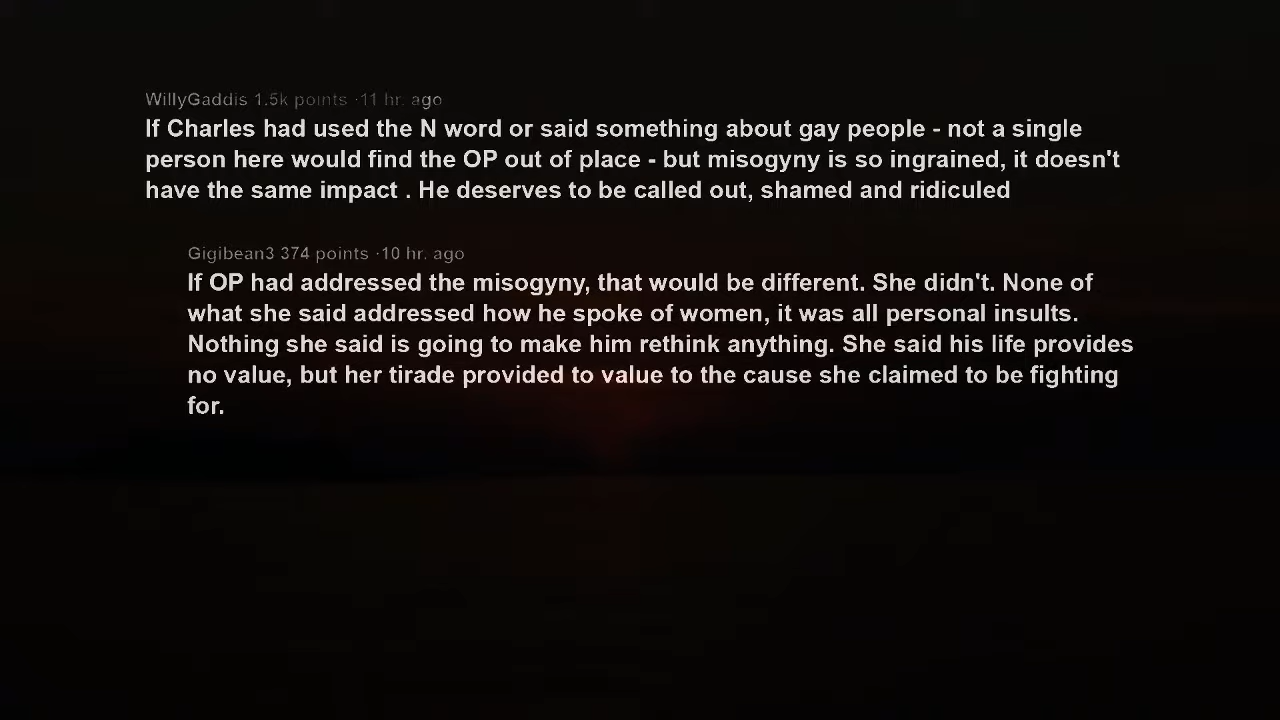 WillyGaddis 1.5k points ·11 hr. ago
If Charles had used the N word or said something about gay people - not a single
person here would find the OP out of place - but misogyny is so ingrained, it doesn't
have the same impact . He deserves to be called out, shamed and ridiculed
Gigibean3 374 points ·10 hr. ago
If OP had addressed the misogyny, that would be different. She didn't. None of
what she said addressed how he spoke of women, it was all personal insults.
Nothing she said is going to make him rethink anything. She said his life provides
no value, but her tirade provided to value to the cause she claimed to be fighting
for.